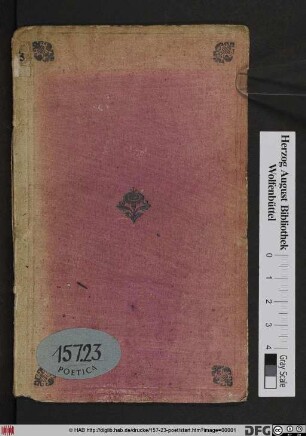 157.23
POETICA
Herzog August Bibliothek
Wolfenbüttel
0 1 2 3 4
Gray Scale
© HAB http://diglib.hab.de/drucke/157-23-poet/start.htm?image=00001
DFG